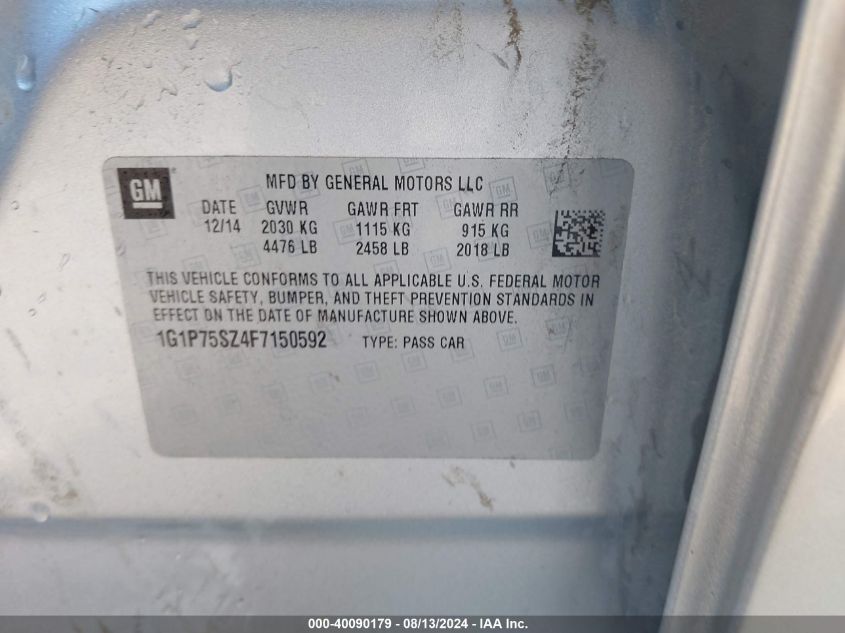 GM
MFD BY GENERAL MOTORS LLC
DATE GVWR GAWR FRT GAWR RR
12/14 2030 KG 1115 KG 915 KG
4476 LB 2458 LB 2018 LB
THIS VEHICLE CONFORMS TO ALL APPLICABLE U.S. FEDERAL MOTOR
VEHICLE SAFETY, BUMPER, AND THEFT PREVENTION STANDARDS IN
EFFECT ON THE DATE OF MANUFACTURE SHOWN ABOVE.
1G1P75SZ4F7150592 TYPE: PASS CAR
000-40090179 - 08/13/2024 - IAA Inc.